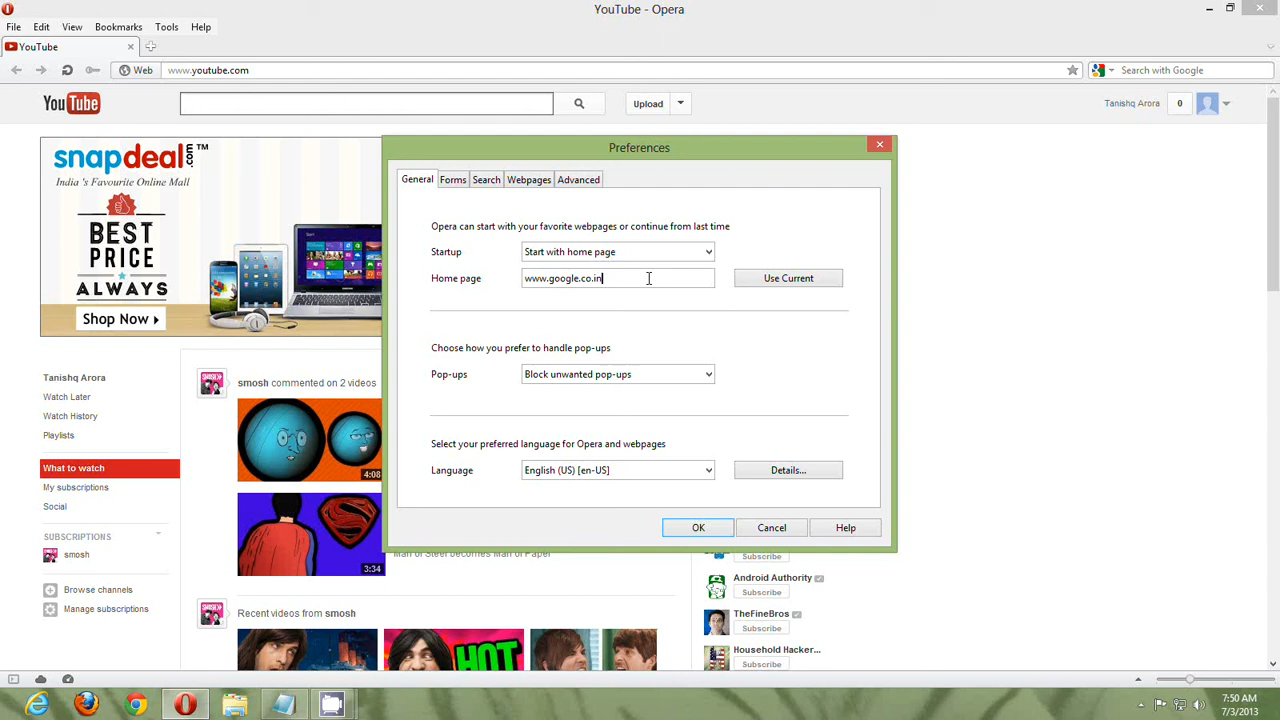 YouTube - Opera
File Edit View Bookmarks Tools Help
YouTube
Web www.youtube.com Search with Google
YouTube Upload Tanishq Arora 0
snapdeal.com™
India's Favourite Online Mall
BEST
PRICE
ALWAYS
Shop Now
Preferences
General Forms Search Webpages Advanced
Opera can start with your favorite webpages or continue from last time
Startup Start with home page
Home page www.google.co.in Use Current
Choose how you prefer to handle pop-ups
Pop-ups Block unwanted pop-ups
Select your preferred language for Opera and webpages
Language English (US) [en-US] Details...
OK Cancel Help
Tanishq Arora
Watch Later
Watch History
Playlists
What to watch
My subscriptions
Social
SUBSCRIPTIONS
smosh
Browse channels
Manage subscriptions
smosh commented on 2 videos
4:08
3:34
Man of Steel Becomes Man of Paper
Recent videos from smosh
HOT
Subscribe
Android Authority
Subscribe
TheFineBros
Subscribe
Household Hacker...
Subscribe
7:50 AM
7/3/2013